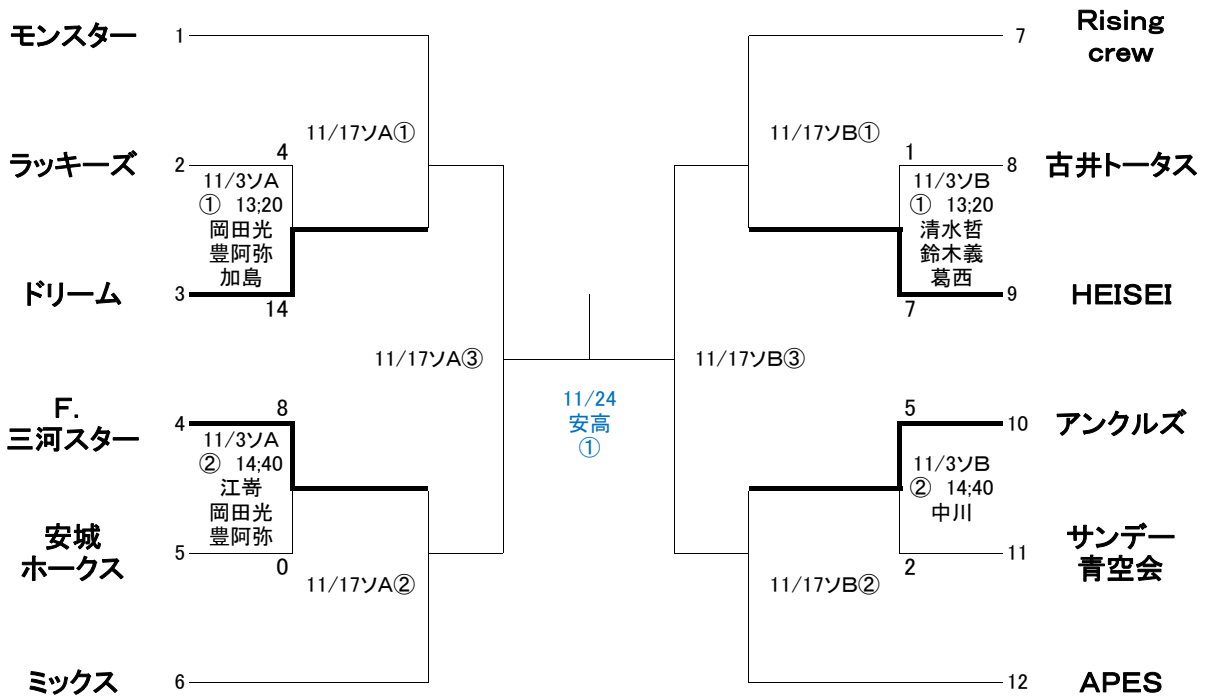 モンスター 1
11/17ソA①
ラッキーズ 2
4
11/3ソA
① 13;20
岡田光
豊阿弥
加島
ドリーム 3
14
11/17ソA③
F.
三河スター 4
8
11/3ソA
② 14;40
江嵜
岡田光
豊阿弥
安城
ホークス 5
0
11/17ソA②
ミックス 6
11/24
安高
①
7 Rising
crew
11/17ソB①
1
8 古井トータス
11/3ソB
① 13;20
清水哲
鈴木義
葛西
9 HEISEI
7
11/17ソB③
5
10 アンクルズ
11/3ソB
② 14;40
中川
11 サンデー
青空会
2
11/17ソB②
12 APES